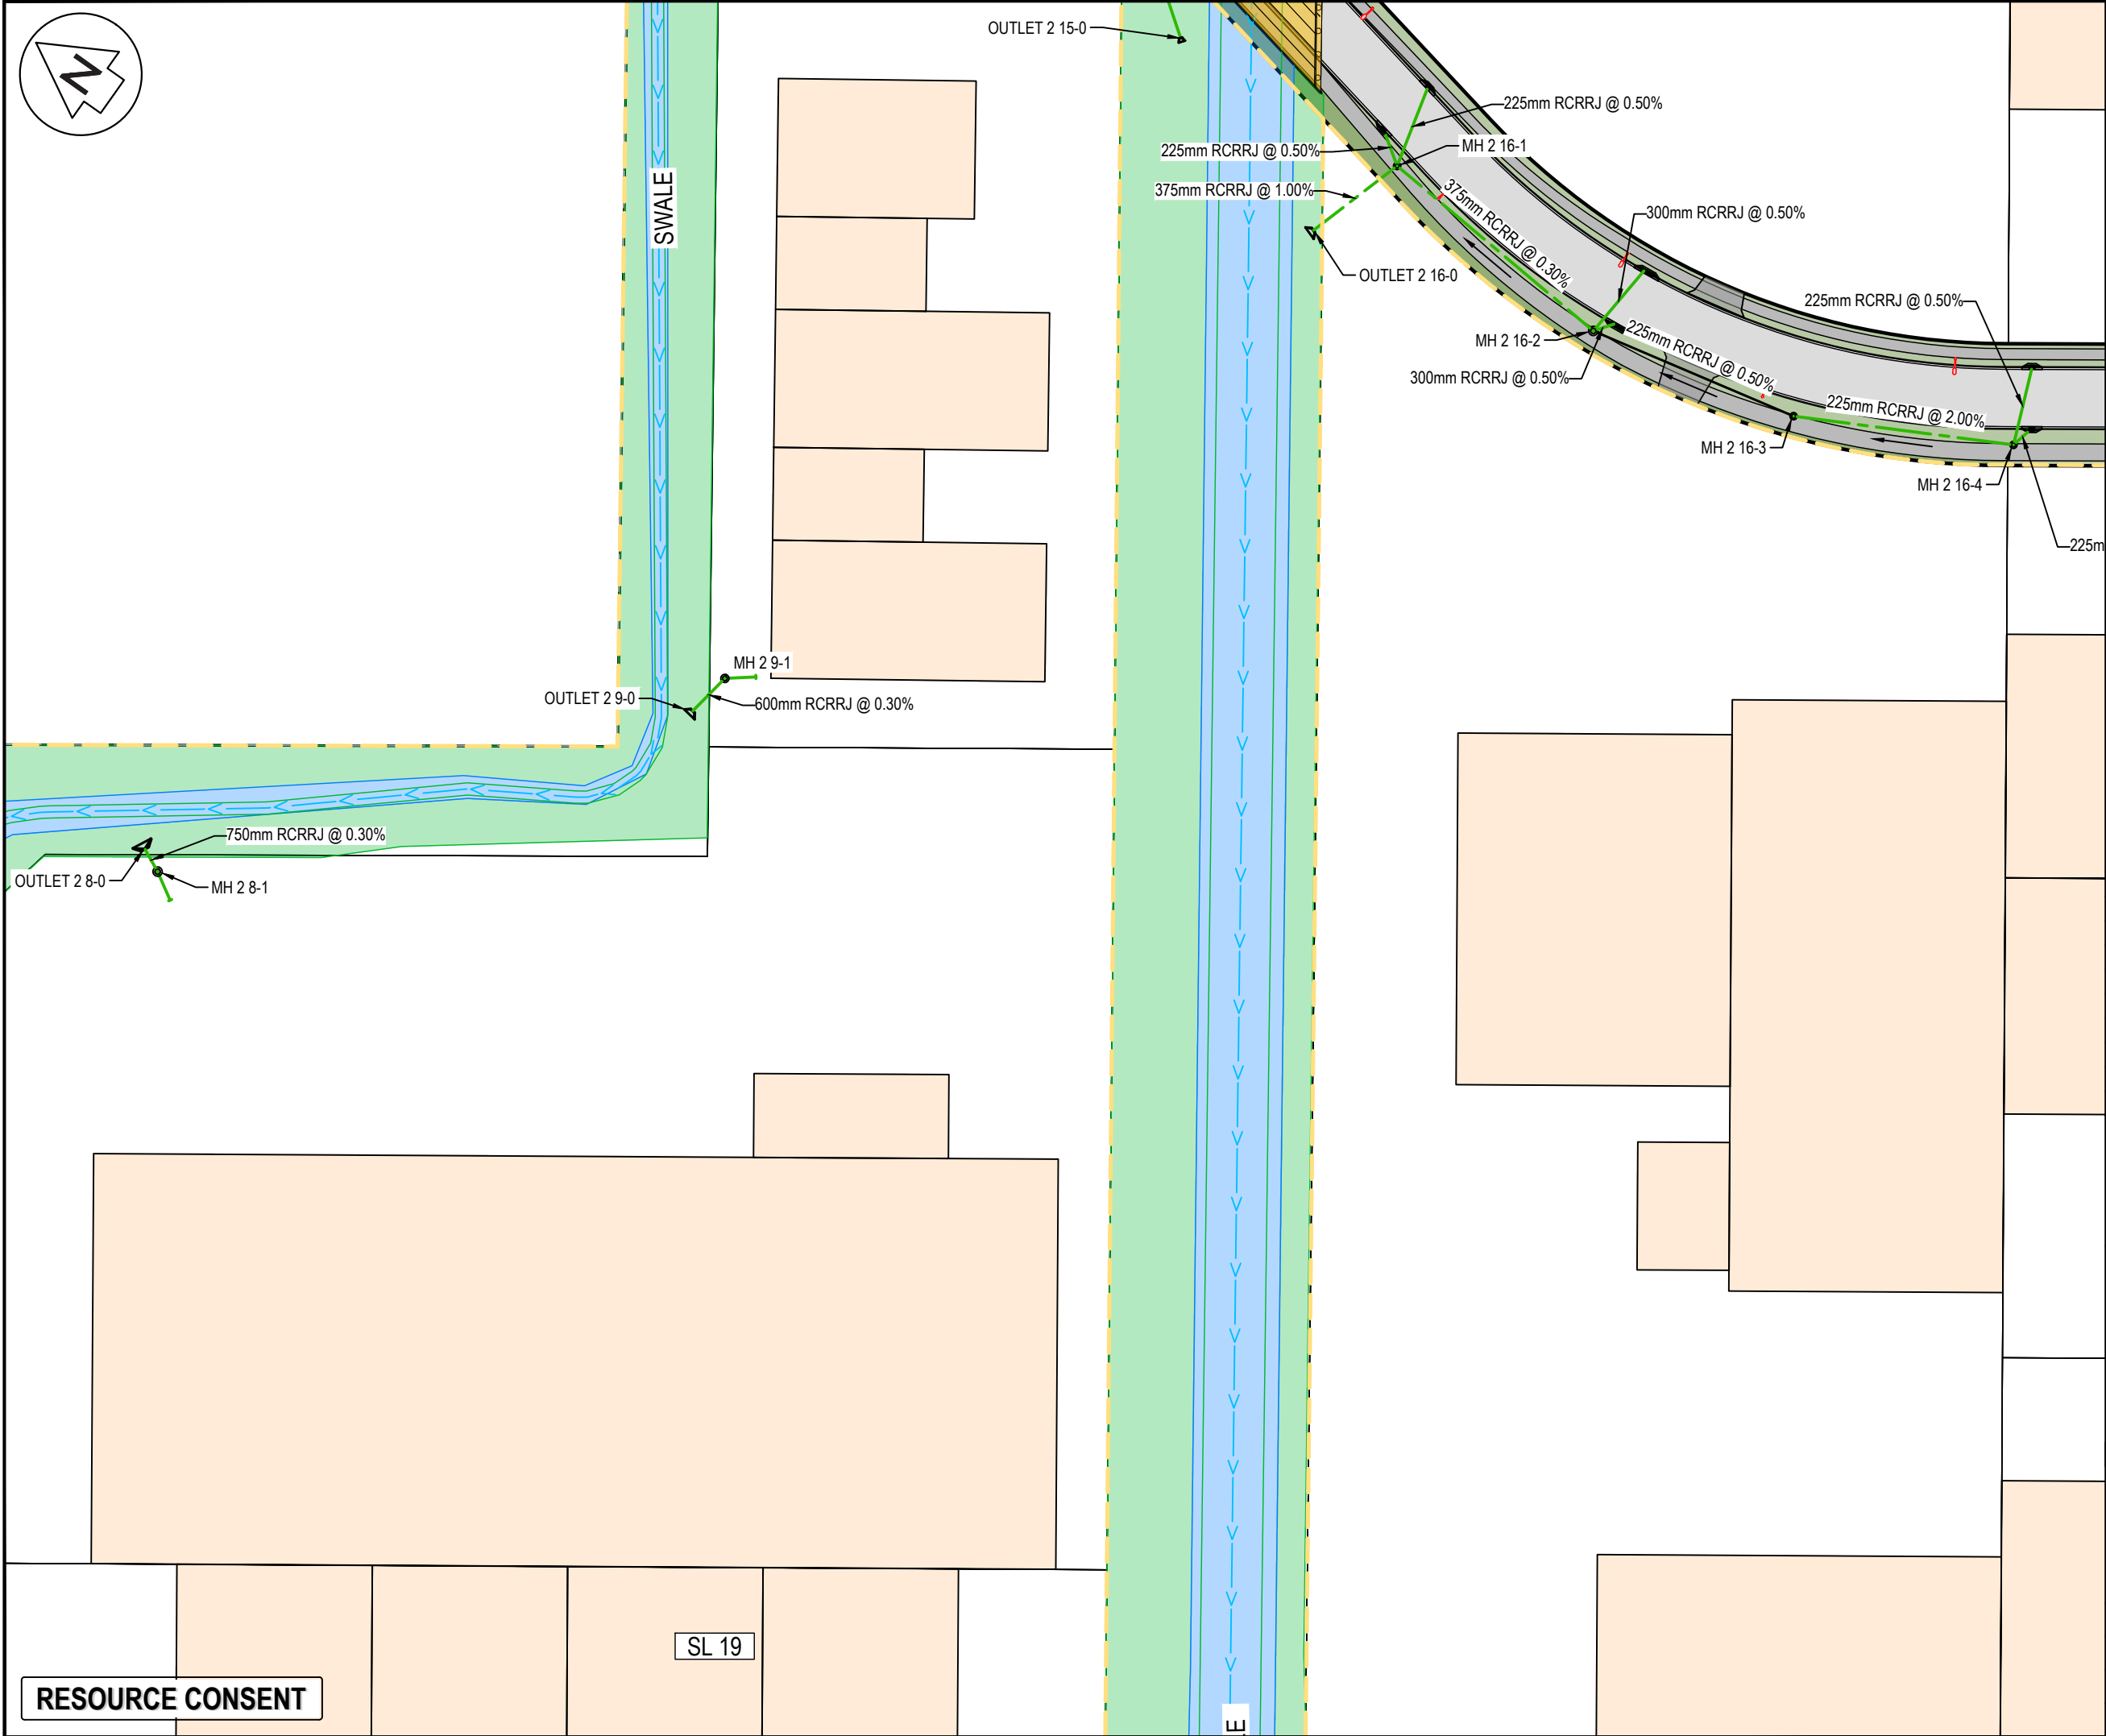 N
OUTLET 2 15-0
225mm RCRRJ @ 0.50%
225mm RCRRJ @ 0.50%
MH 2 16-1
375mm RCRRJ @ 1.00%
375mm RCRRJ @ 0.30%
300mm RCRRJ @ 0.50%
SWALE
OUTLET 2 16-0
225mm RCRRJ @ 0.50%
MH 2 16-2
225mm RCRRJ @ 0.50%
300mm RCRRJ @ 0.50%
225mm RCRRJ @ 2.00%
MH 2 16-3
MH 2 16-4
225m
MH 2 9-1
OUTLET 2 9-0
600mm RCRRJ @ 0.30%
750mm RCRRJ @ 0.30%
OUTLET 2 8-0
MH 2 8-1
SL 19
RESOURCE CONSENT
LE